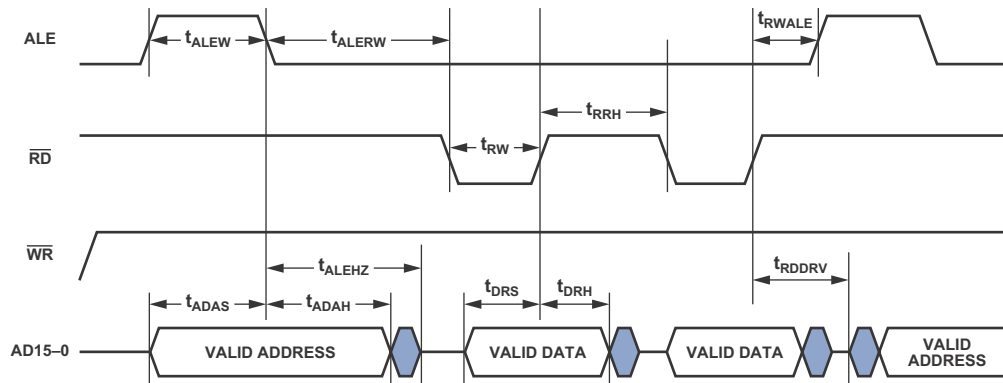 ALE
tALEW
tALERW
tRWALE
RD
tRW
tRRH
WR
tALEHZ
tRDDRV
tADAS
tADAH
tDRS
tDRH
AD15–0
VALID ADDRESS
VALID DATA
VALID DATA
VALID
ADDRESS